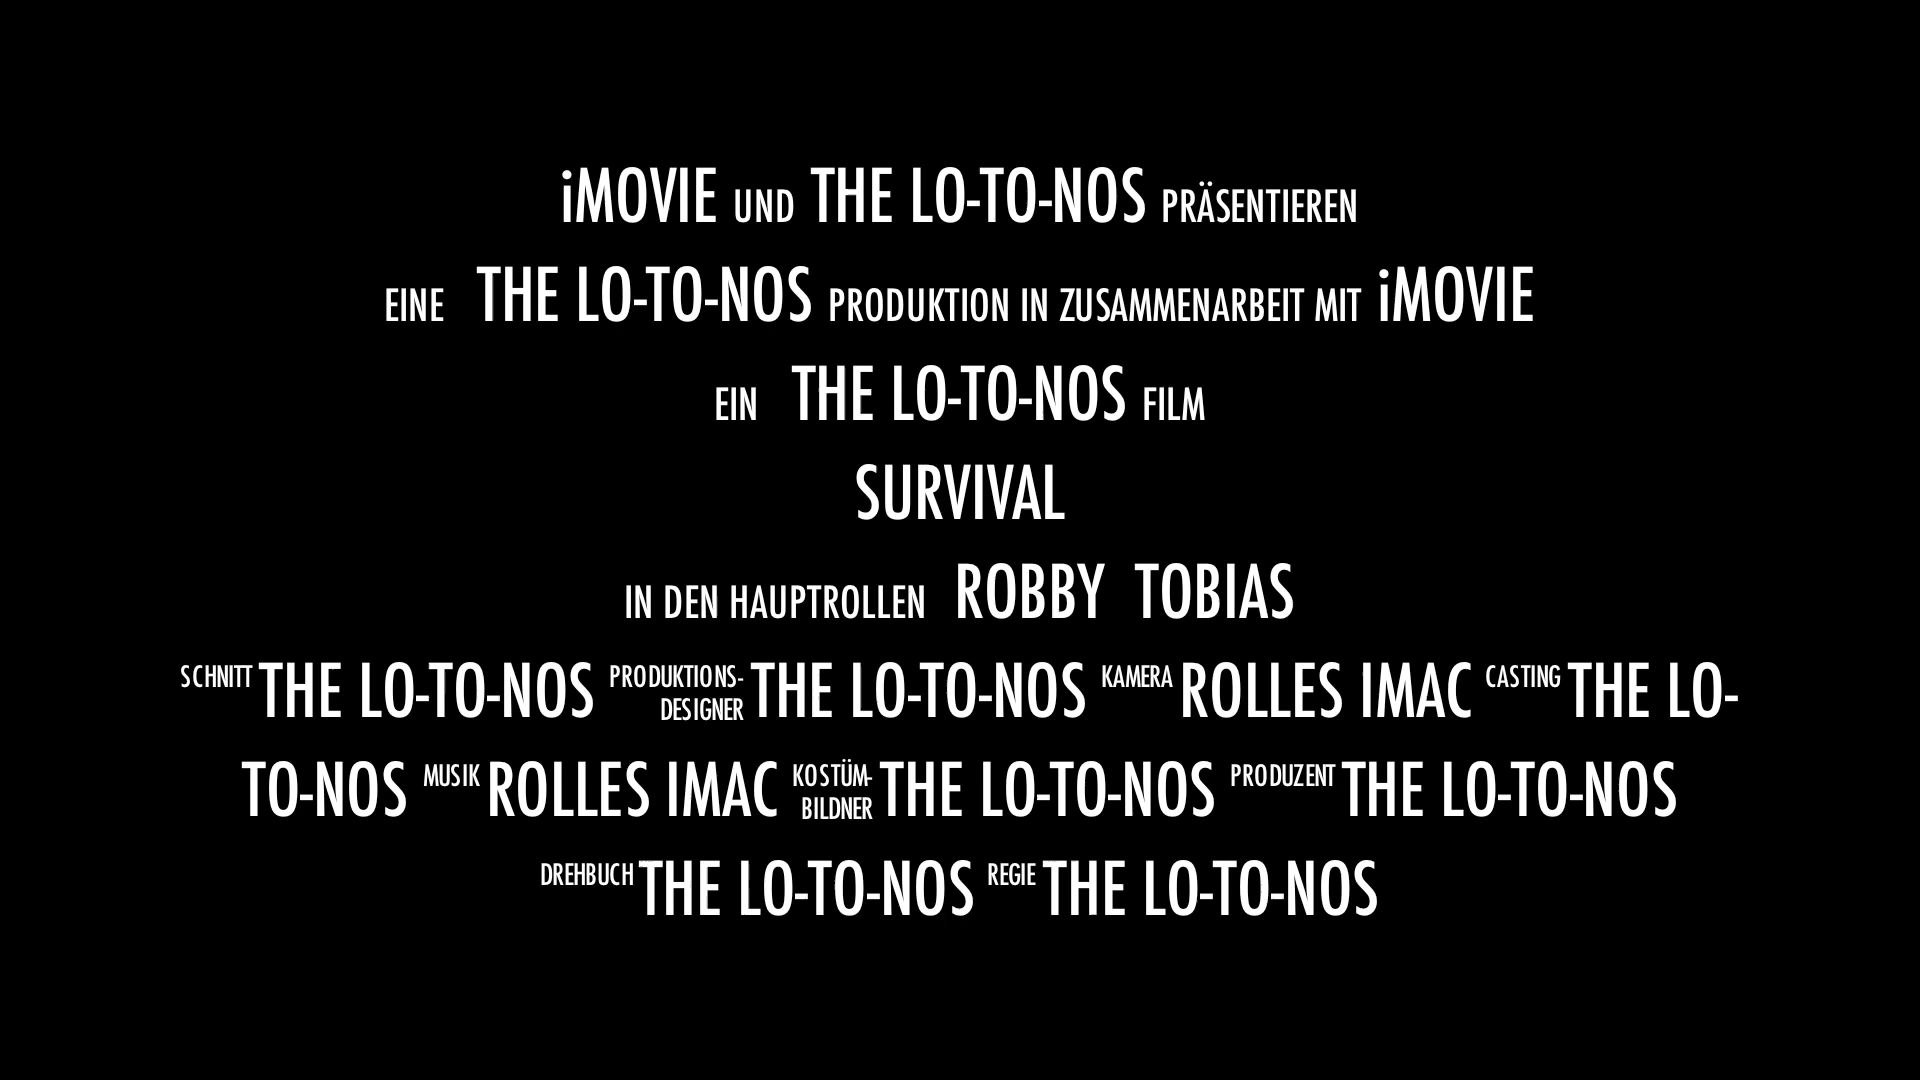 iMOVIE UND THE LO-TO-NOS PRÄSENTIEREN
EINE THE LO-TO-NOS PRODUKTION IN ZUSAMMENARBEIT MIT iMOVIE
EIN THE LO-TO-NOS FILM
SURVIVAL
IN DEN HAUPTROLLEN ROBBY TOBIAS
SCHNITT THE LO-TO-NOS PRODUKTIONS-DESIGNER THE LO-TO-NOS KAMERA ROLLES IMAC CASTING THE LO-
TO-NOS MUSIK ROLLES IMAC KOSTÜM-BILDNER THE LO-TO-NOS PRODUZENT THE LO-TO-NOS
DREHBUCH THE LO-TO-NOS REGIE THE LO-TO-NOS